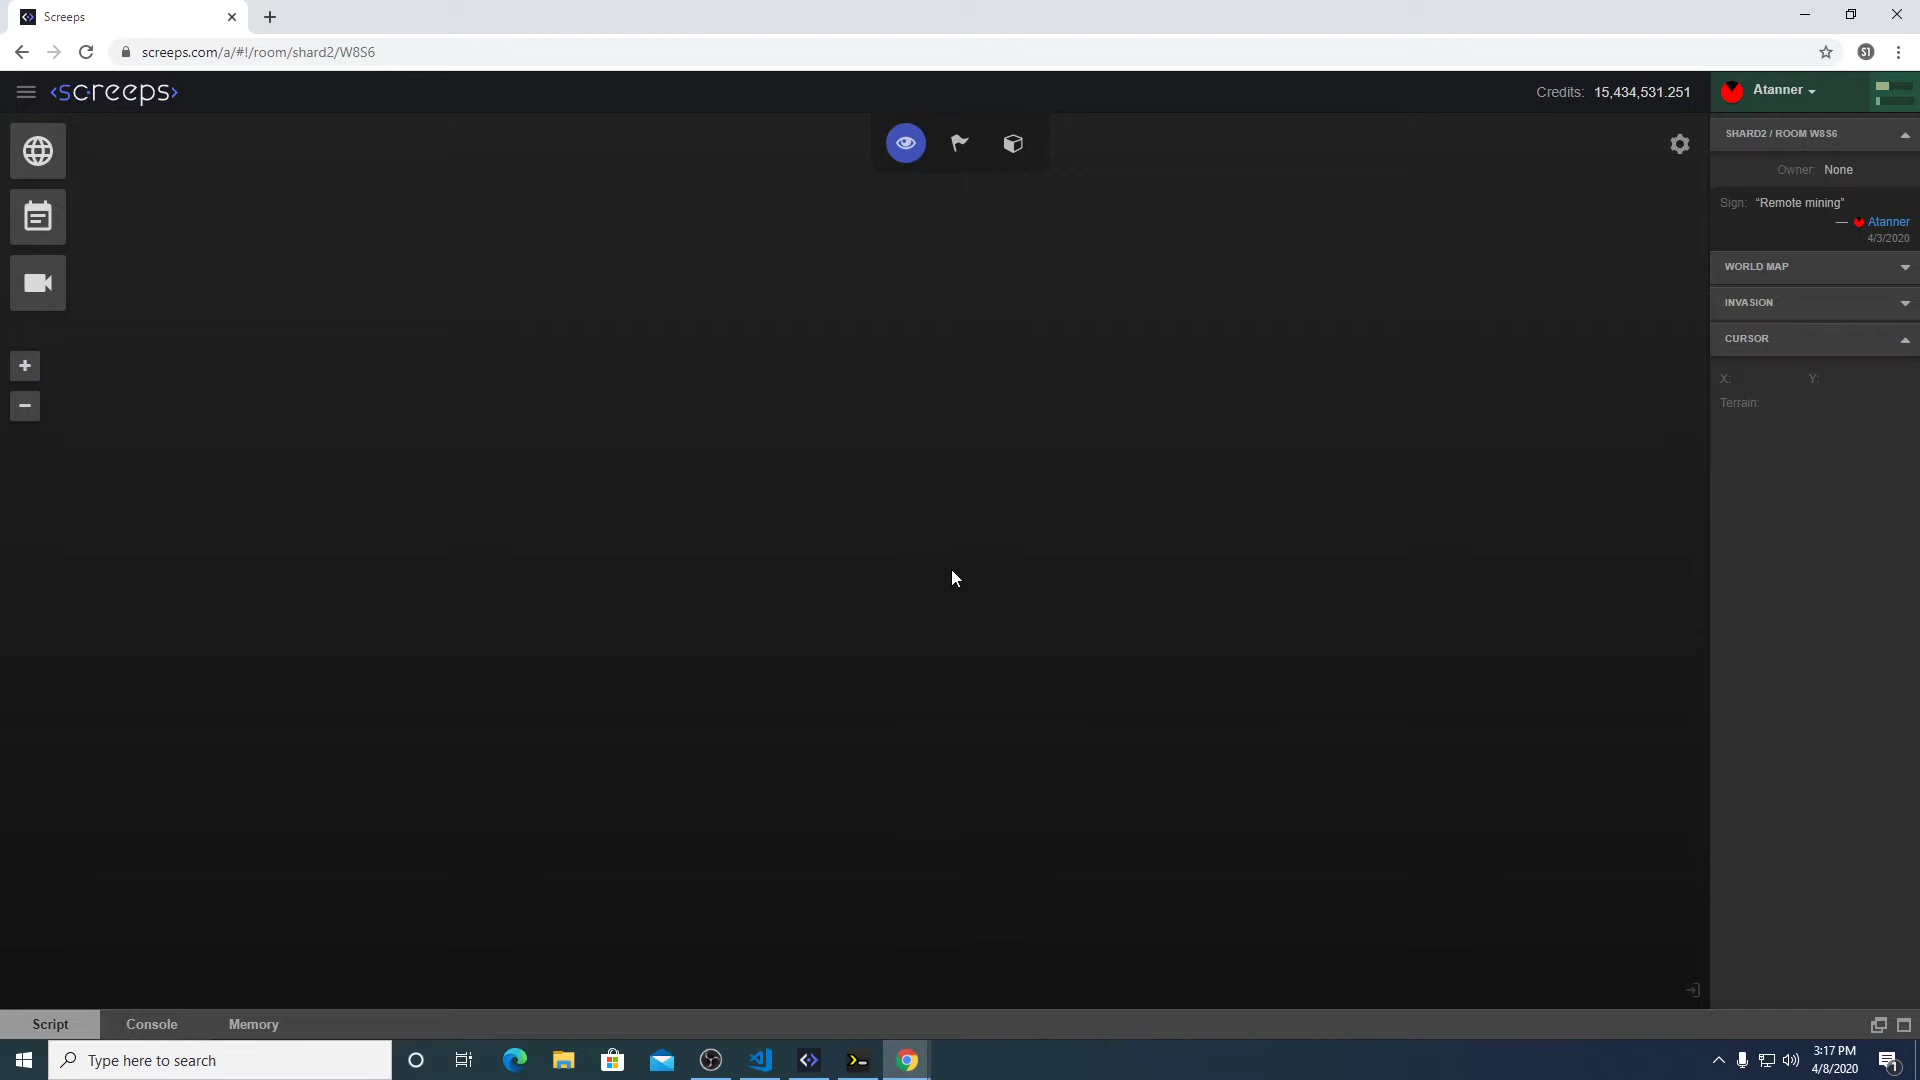 Screeps
screeps.com/a/#!/room/shard2/W8S6
S1
<screeps>
Credits: 15,434,531.251
Atanner
SHARD2 / ROOM W8S6
Owner: None
Sign: “Remote mining”
— Atanner
4/3/2020
WORLD MAP
INVASION
CURSOR
X: Y:
Terrain:
Script Console Memory
Type here to search
3:17 PM
4/8/2020
1